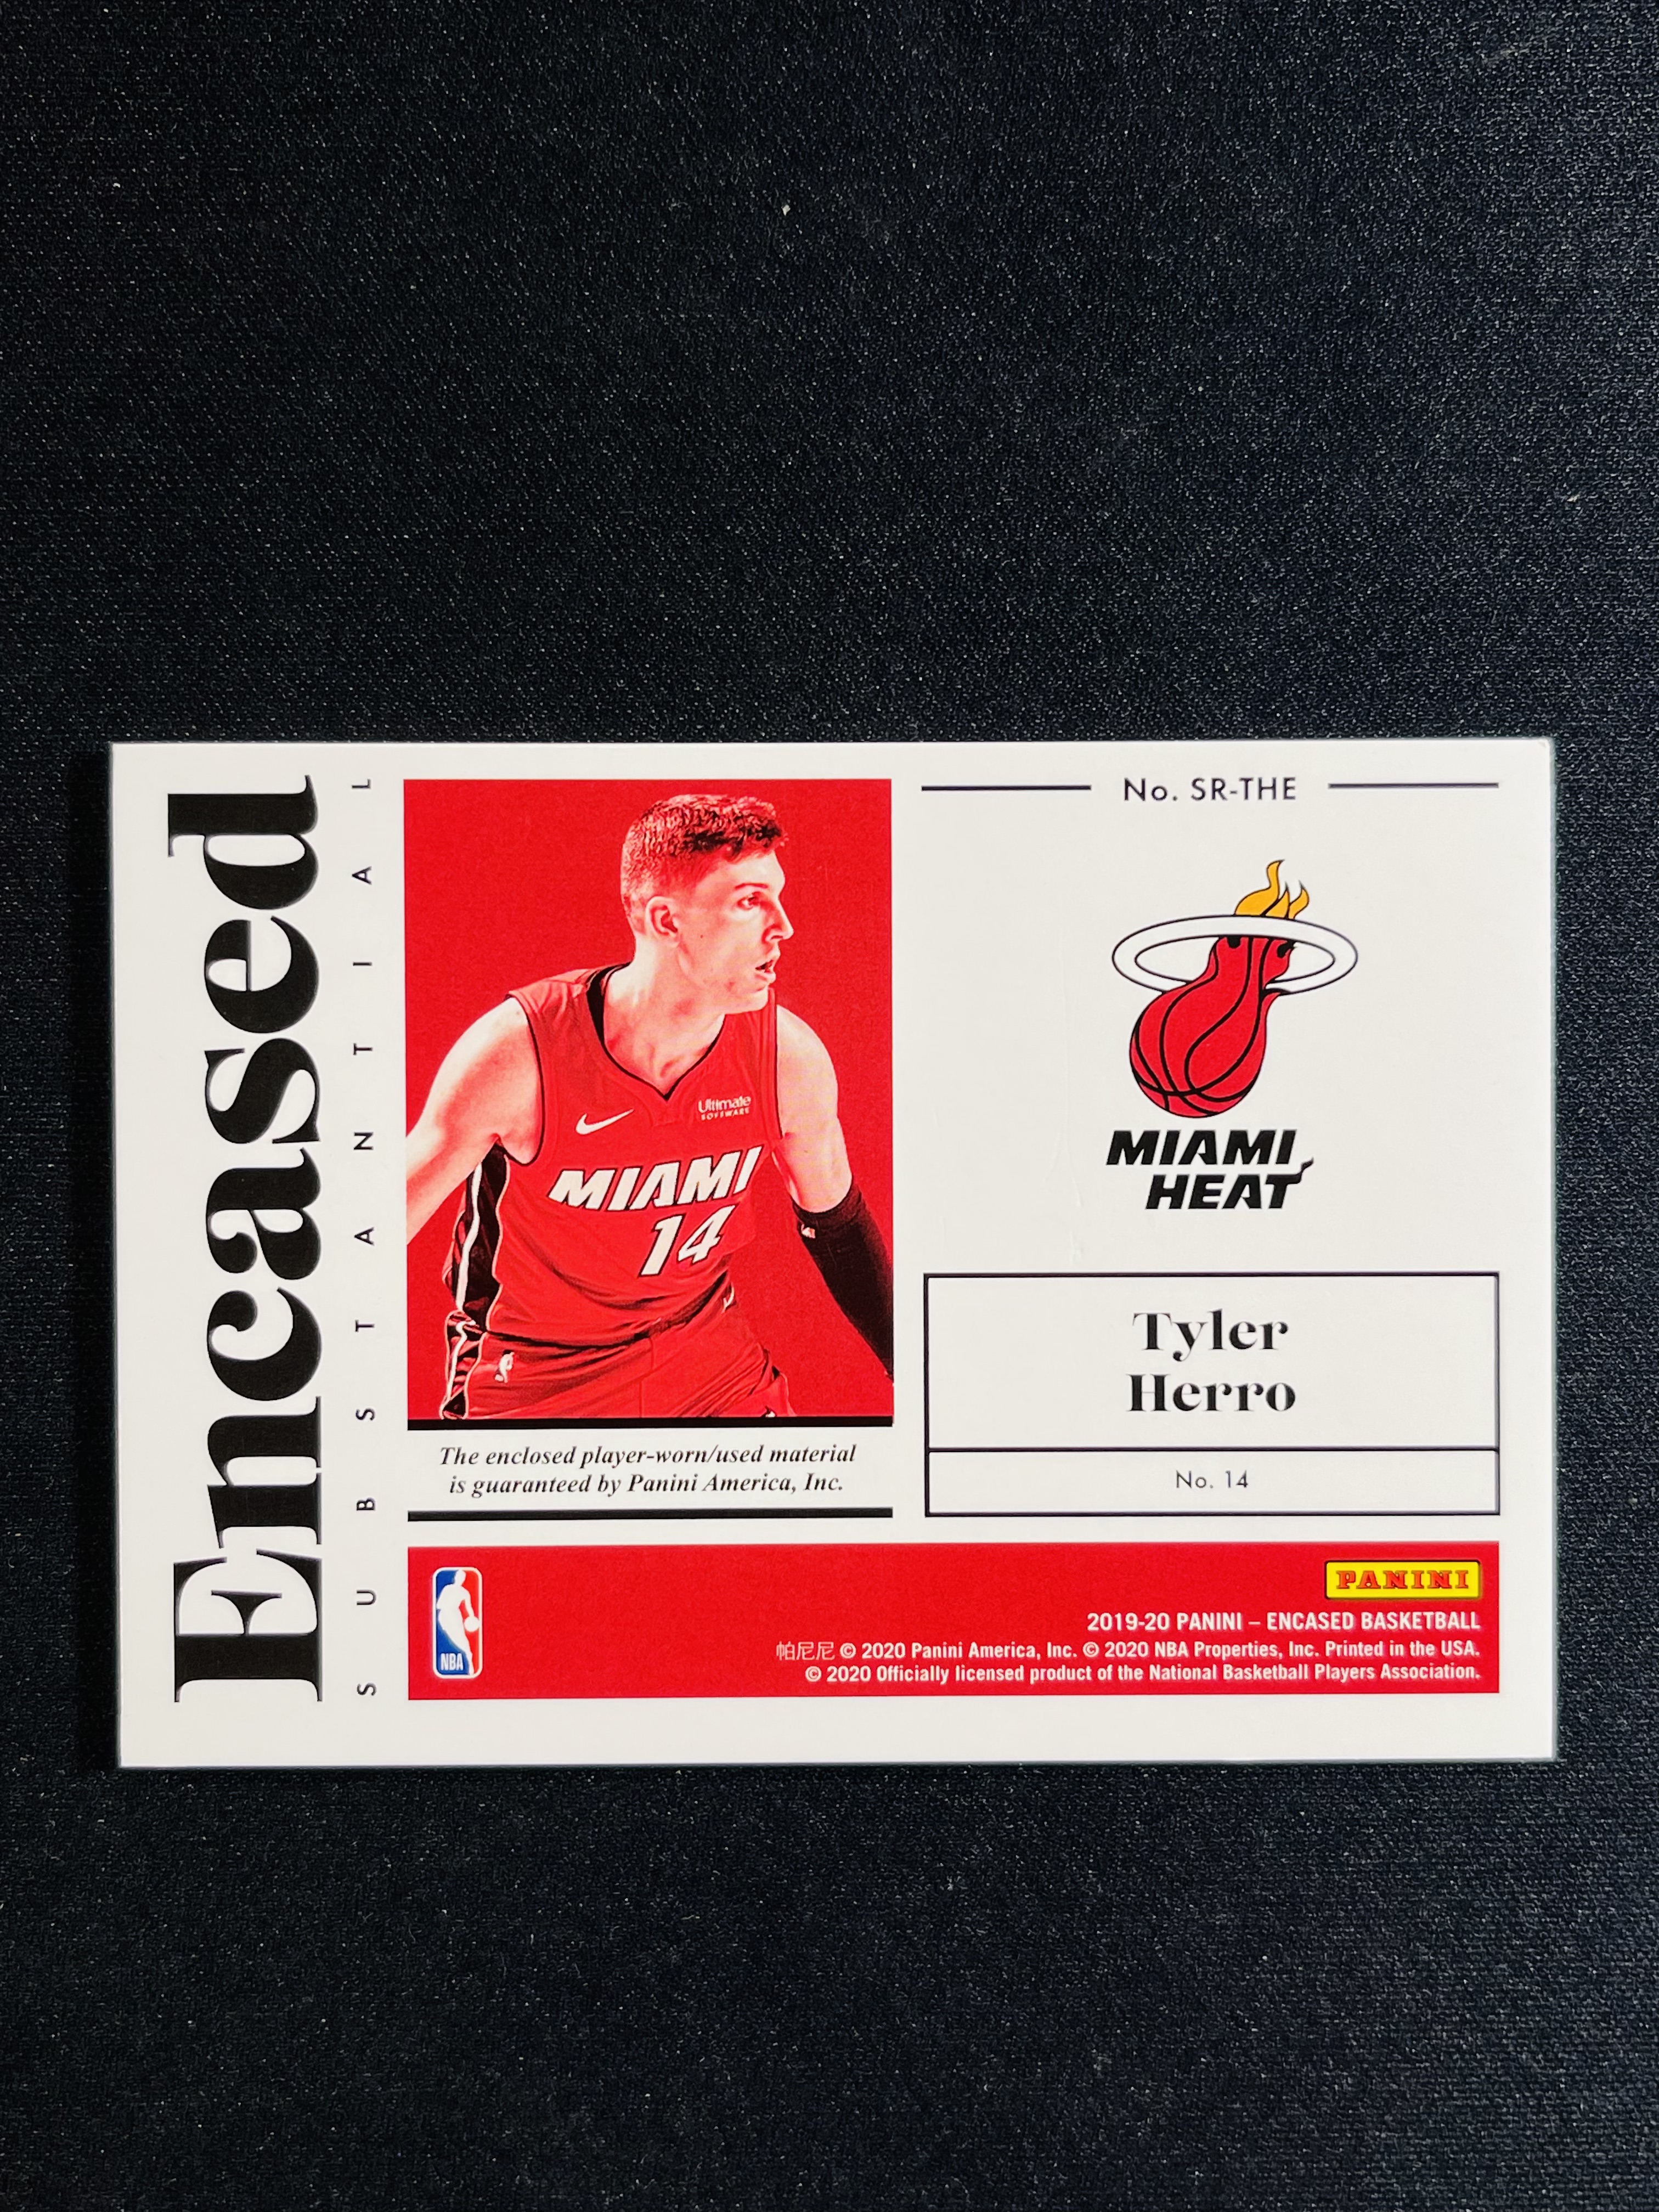 Encased
SUBSTANTIAL
No. SR-THE
Ultimate
SOFTWARE
MIAMI
14
MIAMI
HEAT
Tyler
Herro
No. 14
The enclosed player-worn/used material
is guaranteed by Panini America, Inc.
NBA
PANINI
2019-20 PANINI – ENCASED BASKETBALL
帕尼尼 © 2020 Panini America, Inc. © 2020 NBA Properties, Inc. Printed in the USA.
© 2020 Officially licensed product of the National Basketball Players Association.